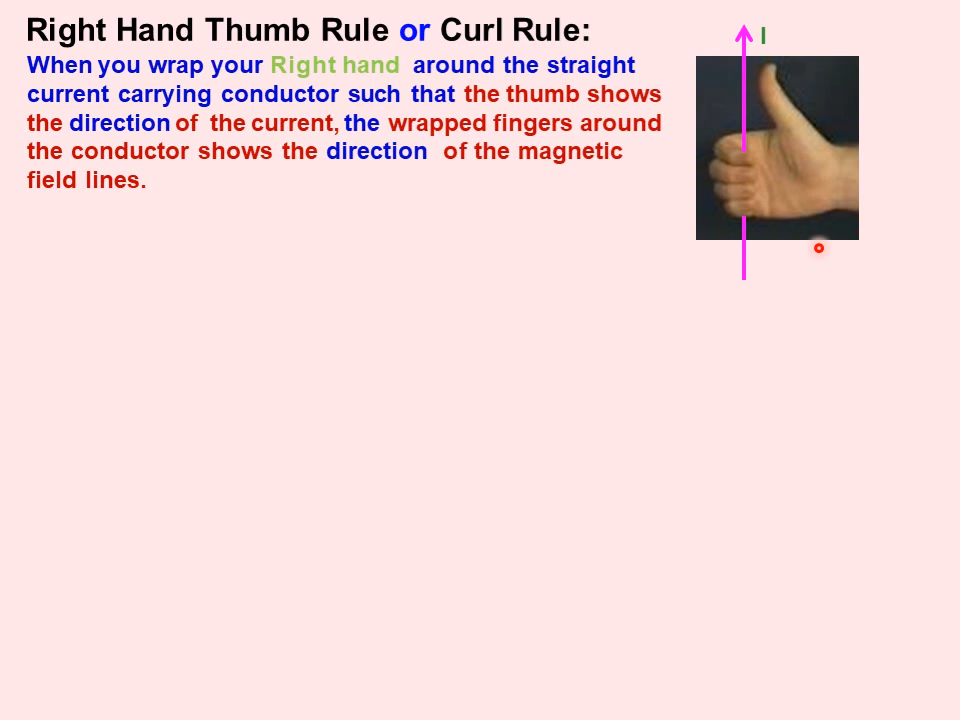 Right Hand Thumb Rule or Curl Rule:
I
When you wrap your Right hand around the straight
current carrying conductor such that the thumb shows
the direction of the current, the wrapped fingers around
the conductor shows the direction of the magnetic
field lines.